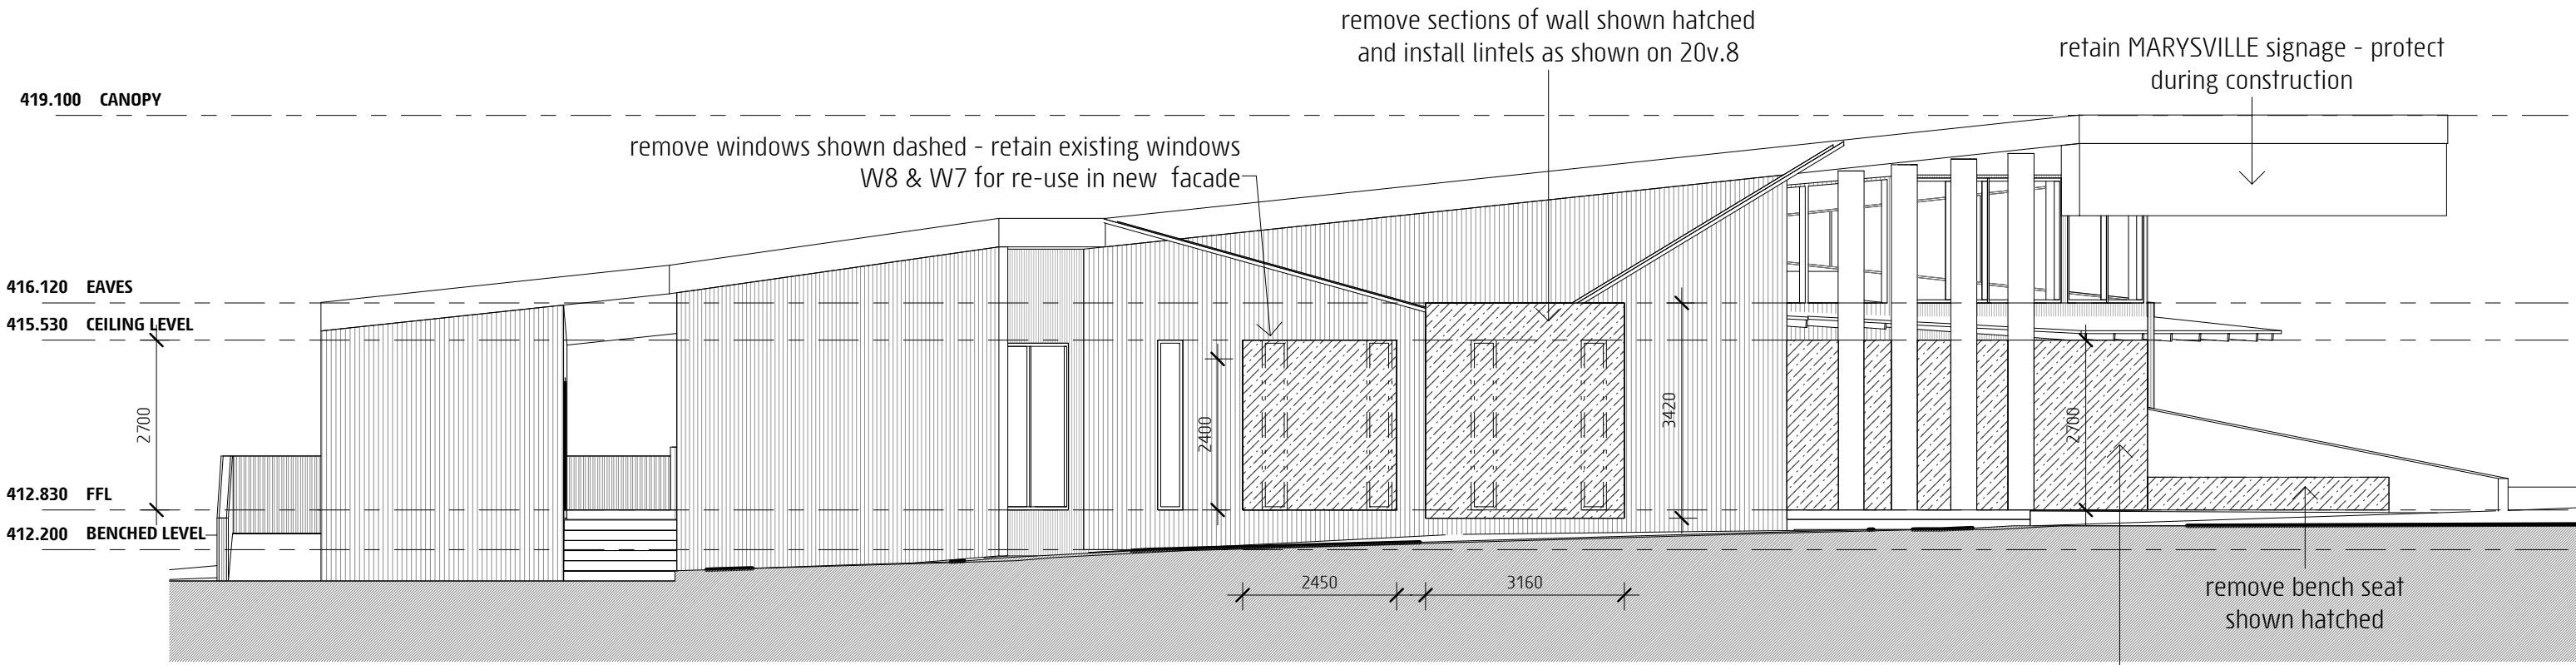 remove sections of wall shown hatched
and install lintels as shown on 20v.8
retain MARYSVILLE signage - protect
during construction
419.100 CANOPY
remove windows shown dashed - retain existing windows
W8 & W7 for re-use in new facade
416.120 EAVES
415.530 CEILING LEVEL
2700
2400
3420
2700
412.830 FFL
412.200 BENCHED LEVEL
2450
3160
remove bench seat
shown hatched